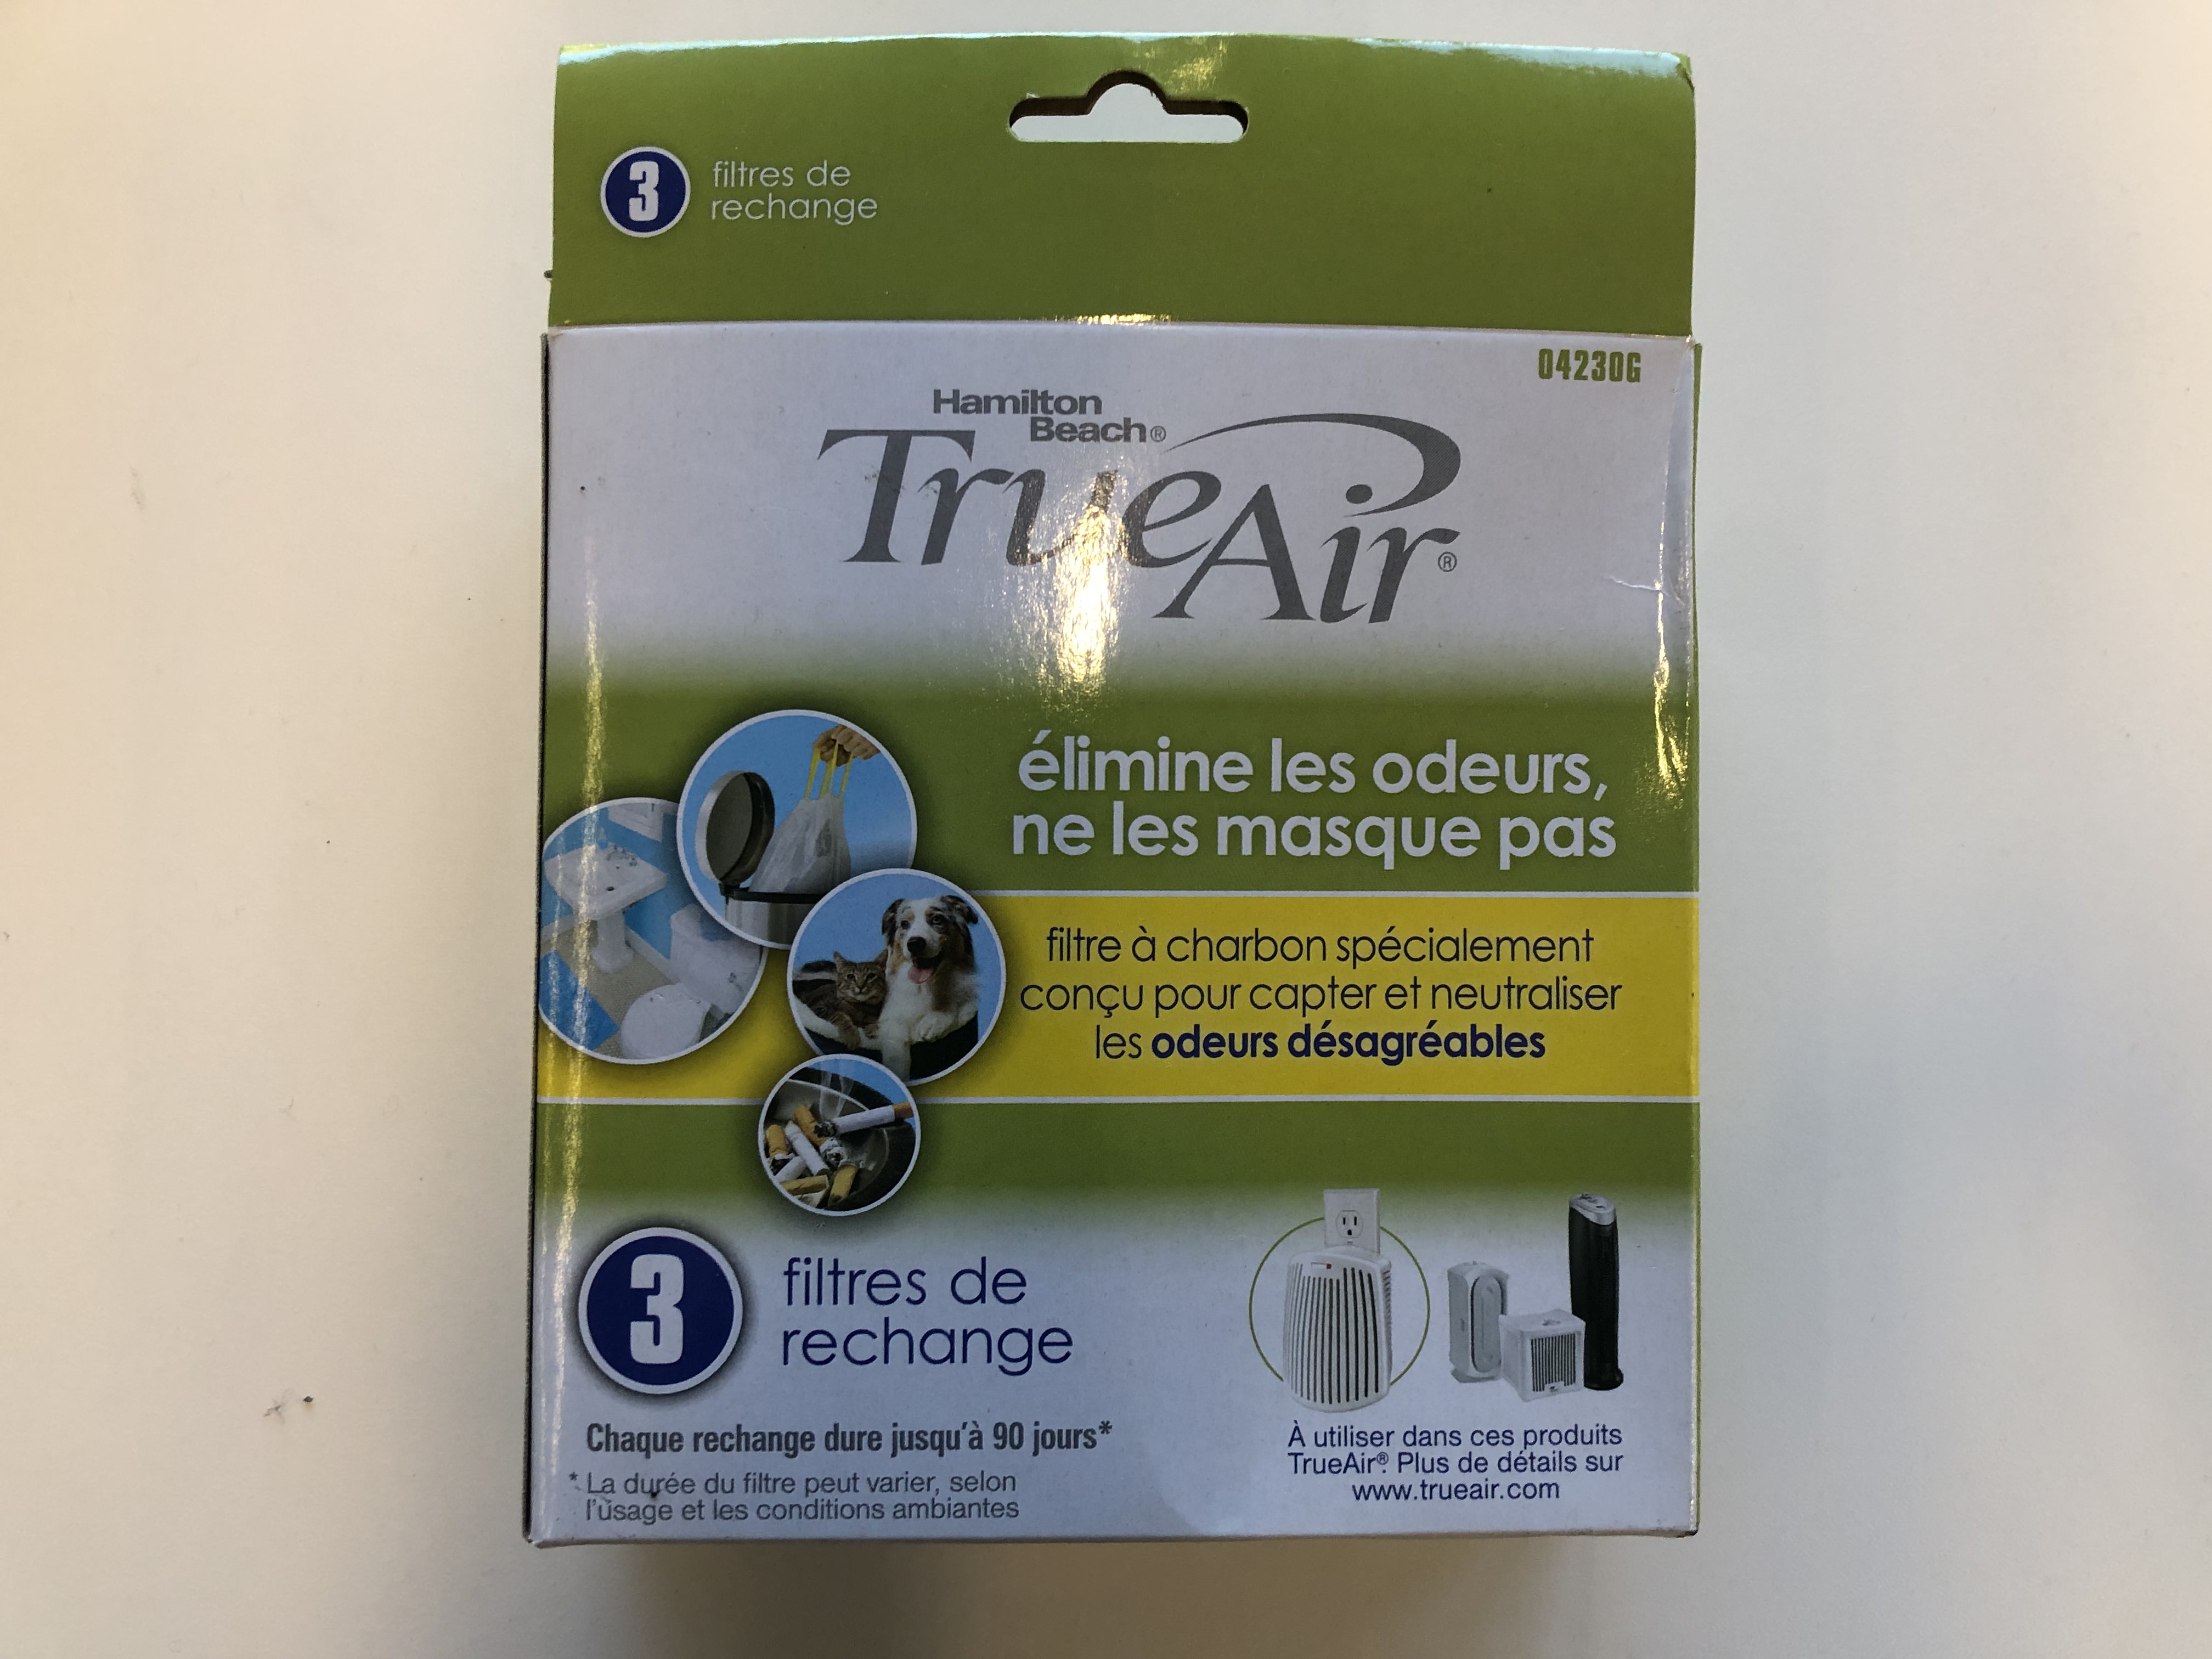 3
filtres de
rechange
04230G
Hamilton
Beach®
TrueAir®
élimine les odeurs,
ne les masque pas
filtre à charbon spécialement
conçu pour capter et neutraliser
les odeurs désagréables
3
filtres de
rechange
Chaque rechange dure jusqu'à 90 jours*
* La durée du filtre peut varier, selon
l'usage et les conditions ambiantes
À utiliser dans ces produits
TrueAir®. Plus de détails sur
www.trueair.com